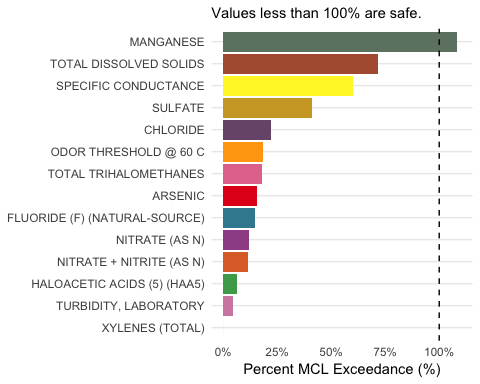 Values less than 100% are safe.
MANGANESE
TOTAL DISSOLVED SOLIDS
SPECIFIC CONDUCTANCE
SULFATE
CHLORIDE
ODOR THRESHOLD @ 60 C
TOTAL TRIHALOMETHANES
ARSENIC
FLUORIDE (F) (NATURAL-SOURCE)
NITRATE (AS N)
NITRATE + NITRITE (AS N)
HALOACETIC ACIDS (5) (HAA5)
TURBIDITY, LABORATORY
XYLENES (TOTAL)
0% 25% 50% 75% 100%
Percent MCL Exceedance (%)